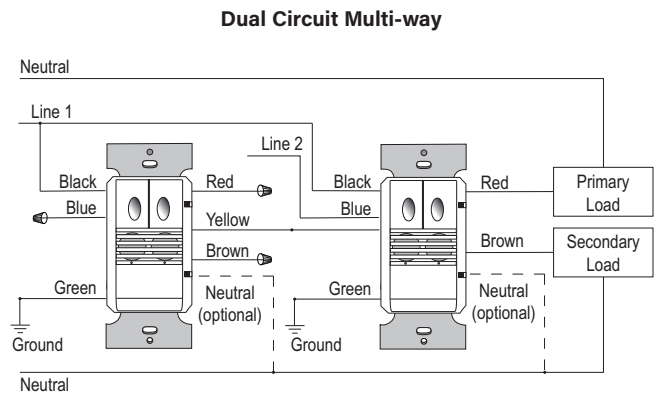 Dual Circuit Multi-way
Neutral
Line 1
Line 2
Black
Red
Black
Red
Primary
Load
Blue
Yellow
Blue
Brown
Brown
Secondary
Load
Green
Neutral
(optional)
Green
Neutral
(optional)
Ground
Ground
Neutral